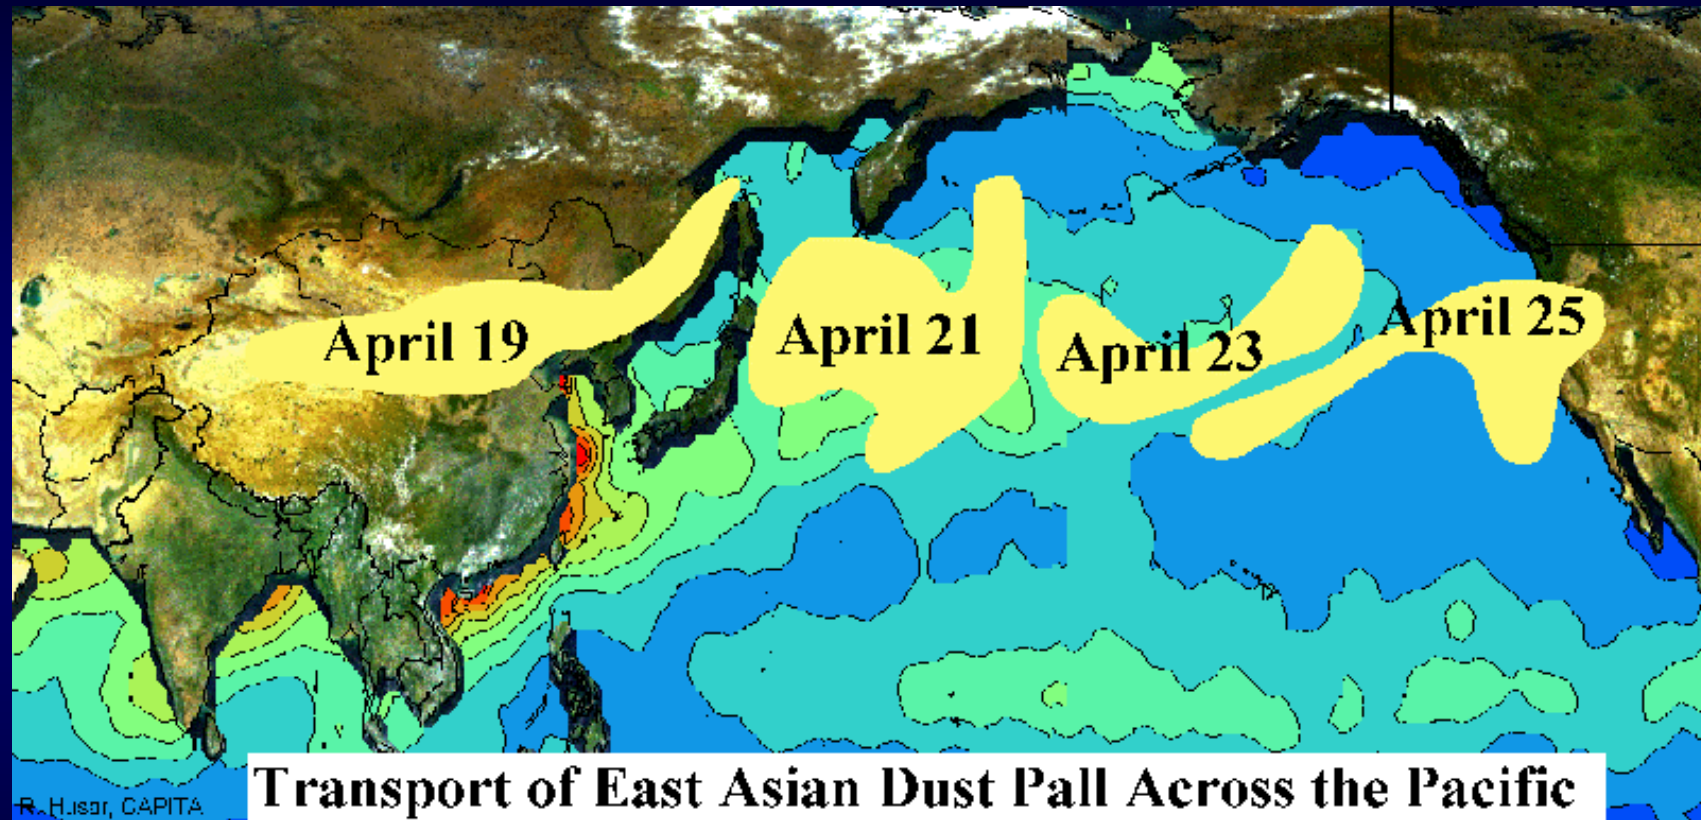 April 19
April 21
April 23
April 25
Transport of East Asian Dust Pall Across the Pacific
R. Husar, CAPITA